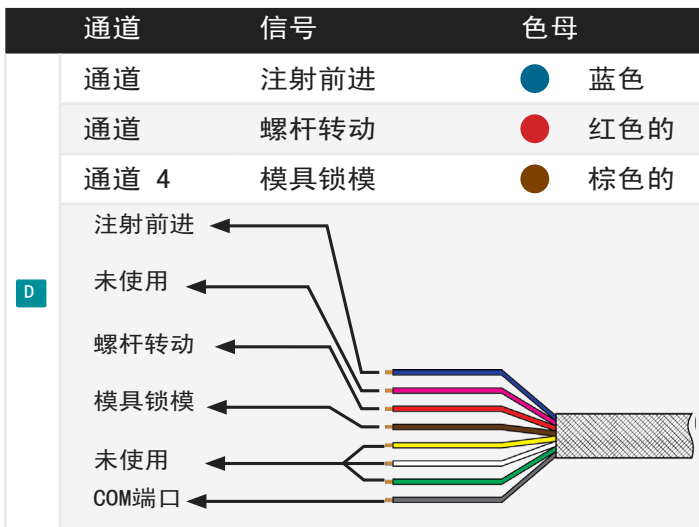 通道 信号 色母
通道 注射前进 蓝色
通道 螺杆转动 红色的
通道 4 模具锁模 棕色的
注射前进
未使用
D
螺杆转动
模具锁模
未使用
COM端口